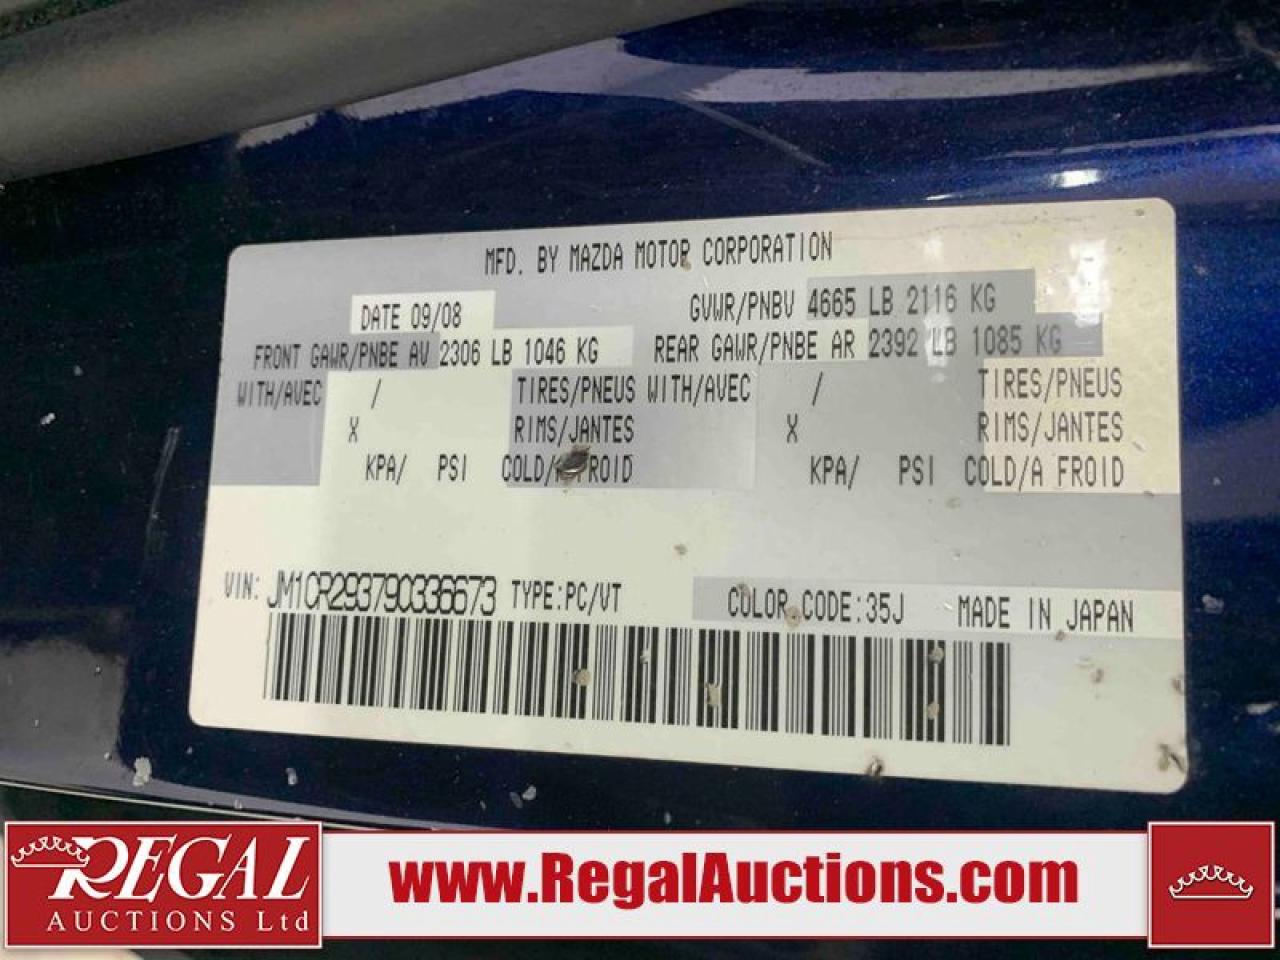 MFD. BY MAZDA MOTOR CORPORATION
DATE 09/08 GVWR/PNBV 4665 LB 2116 KG
FRONT GAWR/PNBE AV 2306 LB 1046 KG REAR GAWR/PNBE AR 2392 LB 1085 KG
WITH/AVEC / TIRES/PNEUS WITH/AVEC / TIRES/PNEUS
X RIMS/JANTES X RIMS/JANTES
KPA/ PSI COLD/A FROID KPA/ PSI COLD/A FROID
VIN: JM1CR293790336673 TYPE:PC/VT COLOR CODE:35J MADE IN JAPAN
REGAL
AUCTIONS Ltd
www.RegalAuctions.com